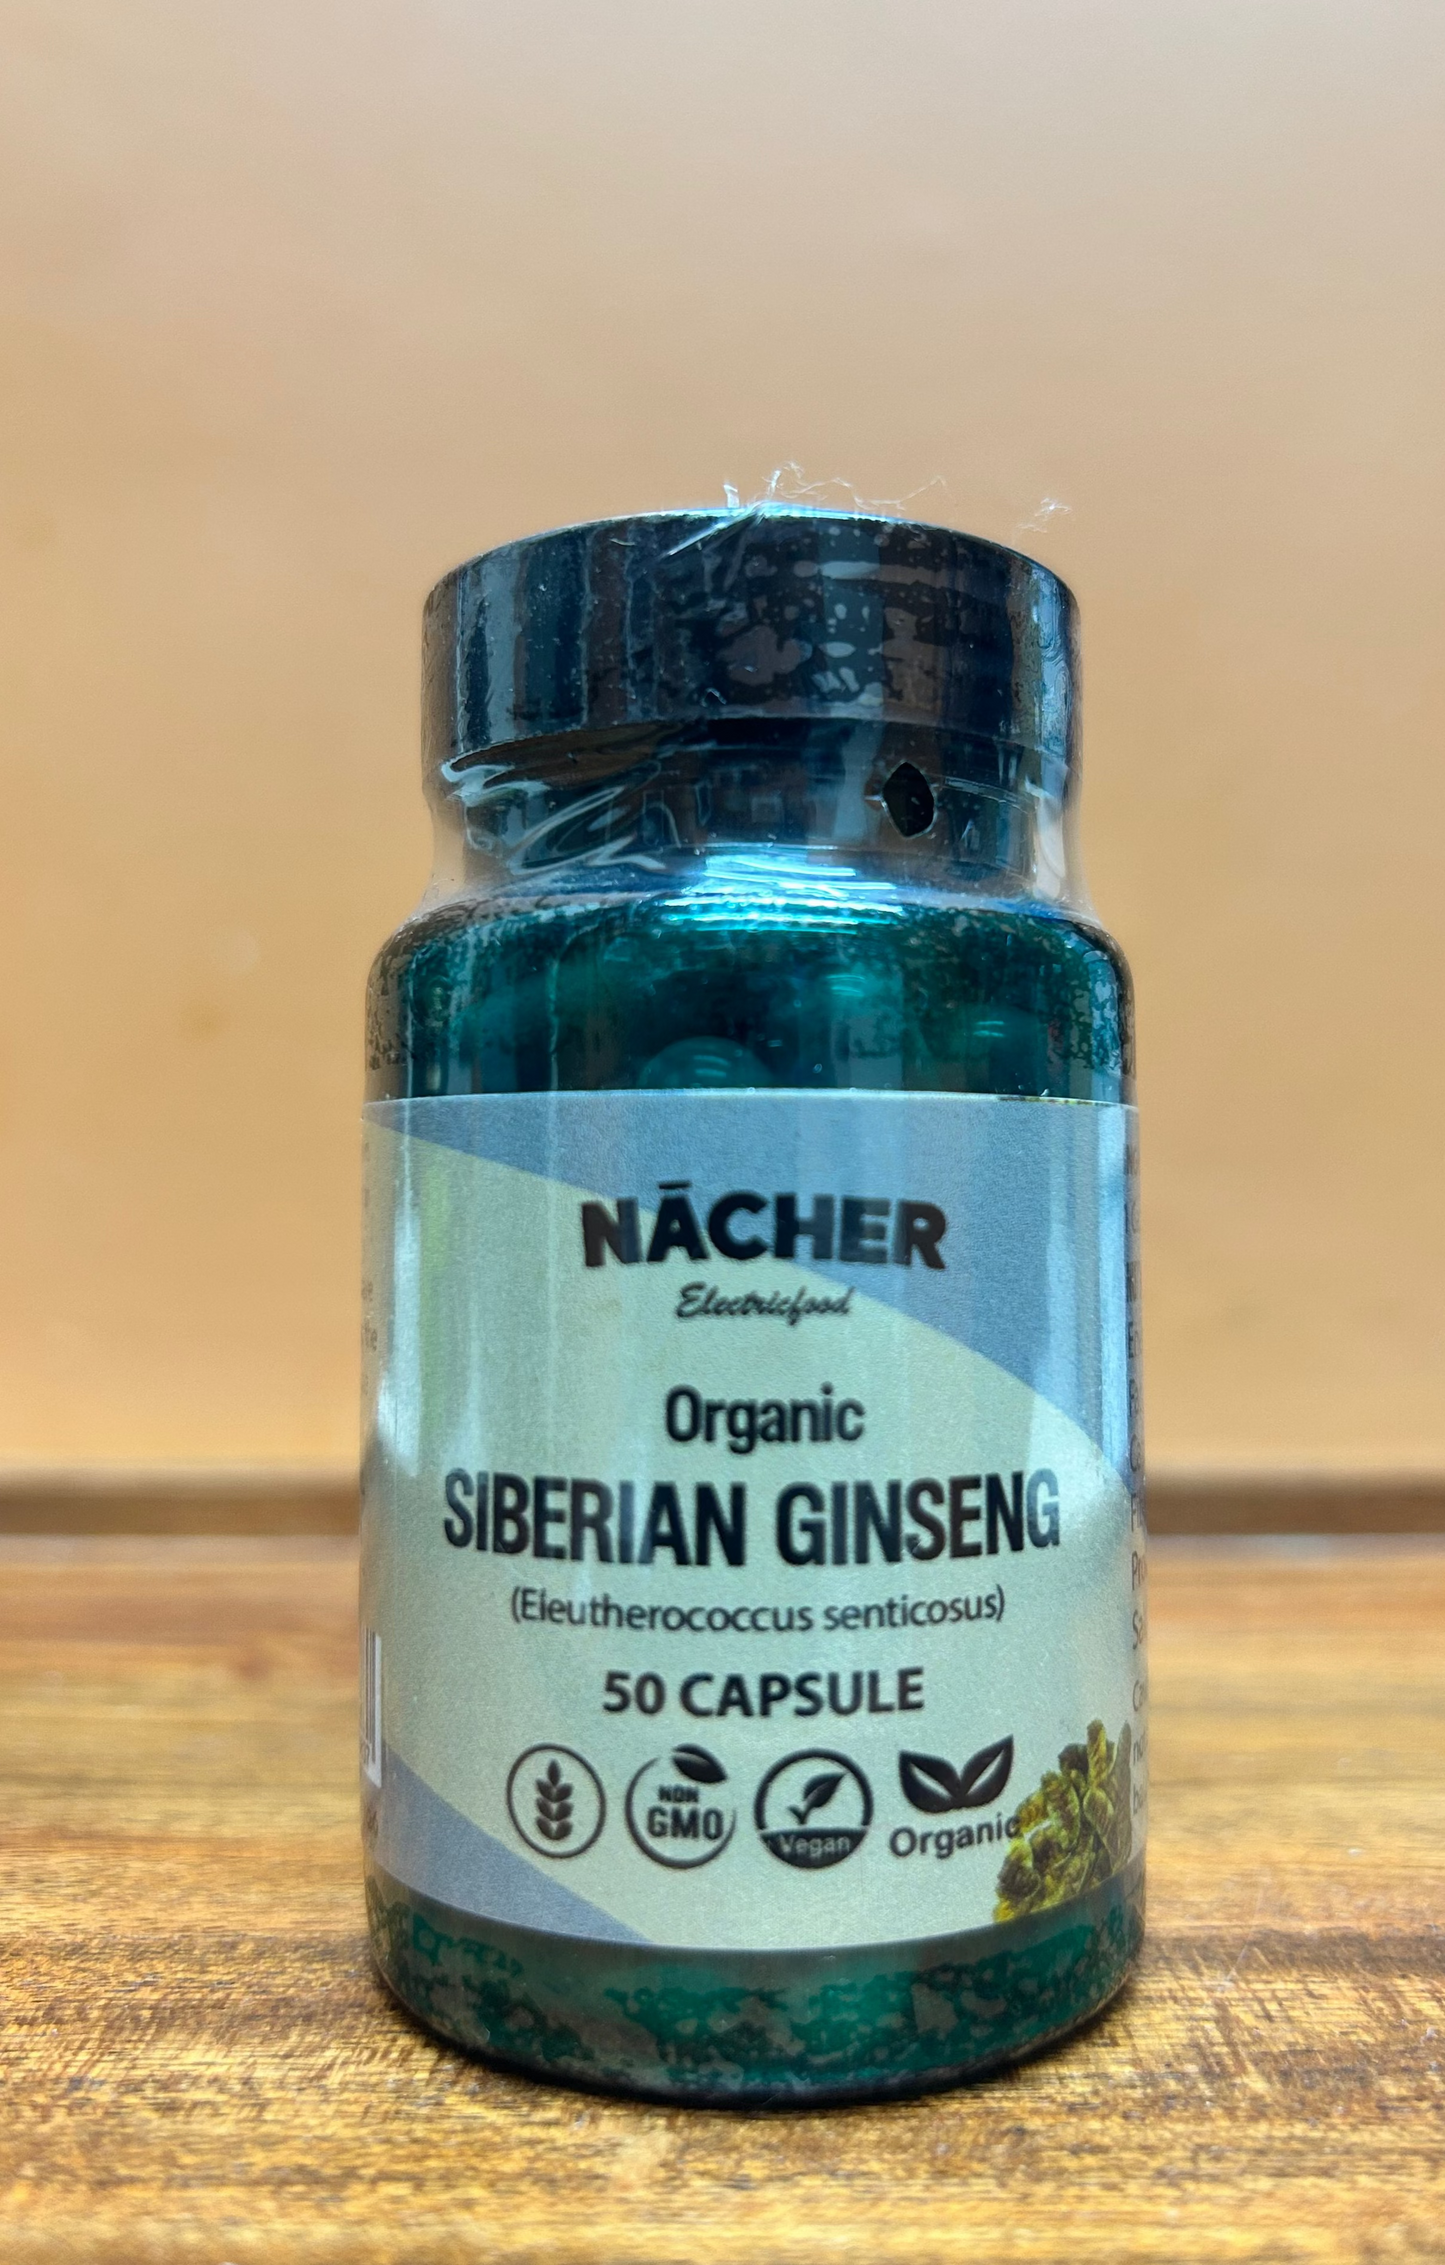 NĀCHER
Electricfood
Organic
SIBERIAN GINSENG
(Eleutherococcus senticosus)
50 CAPSULE
NON
GMO
Vegan
Organic